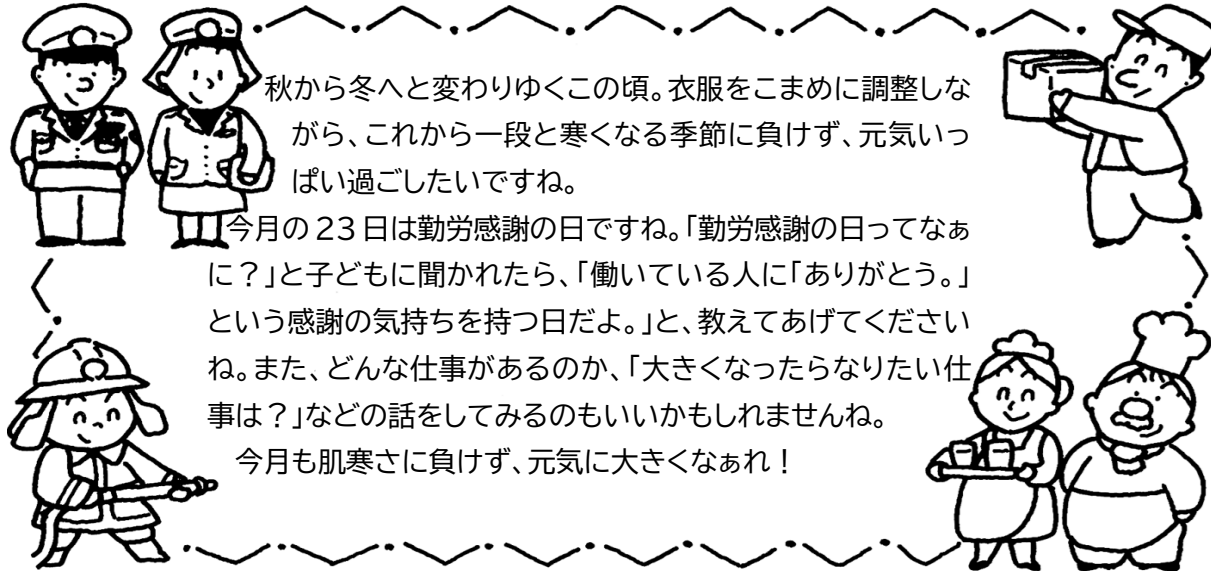 秋から冬へと変わりゆくこの頃。衣服をこまめに調整しな
がら、これから一段と寒くなる季節に負けず、元気いっ
ぱい過ごしたいですね。
今月の23日は勤労感謝の日ですね。「勤労感謝の日ってなぁ
に?」と子どもに聞かれたら、「働いている人に「ありがとう。」
という感謝の気持ちを持つ日だよ。」と、教えてあげてください
ね。また、どんな仕事があるのか、「大きくなったらなりたい仕
事は?」などの話をしてみるのもいいかもしれませんね。
今月も肌寒さに負けず、元気に大きくなぁれ!